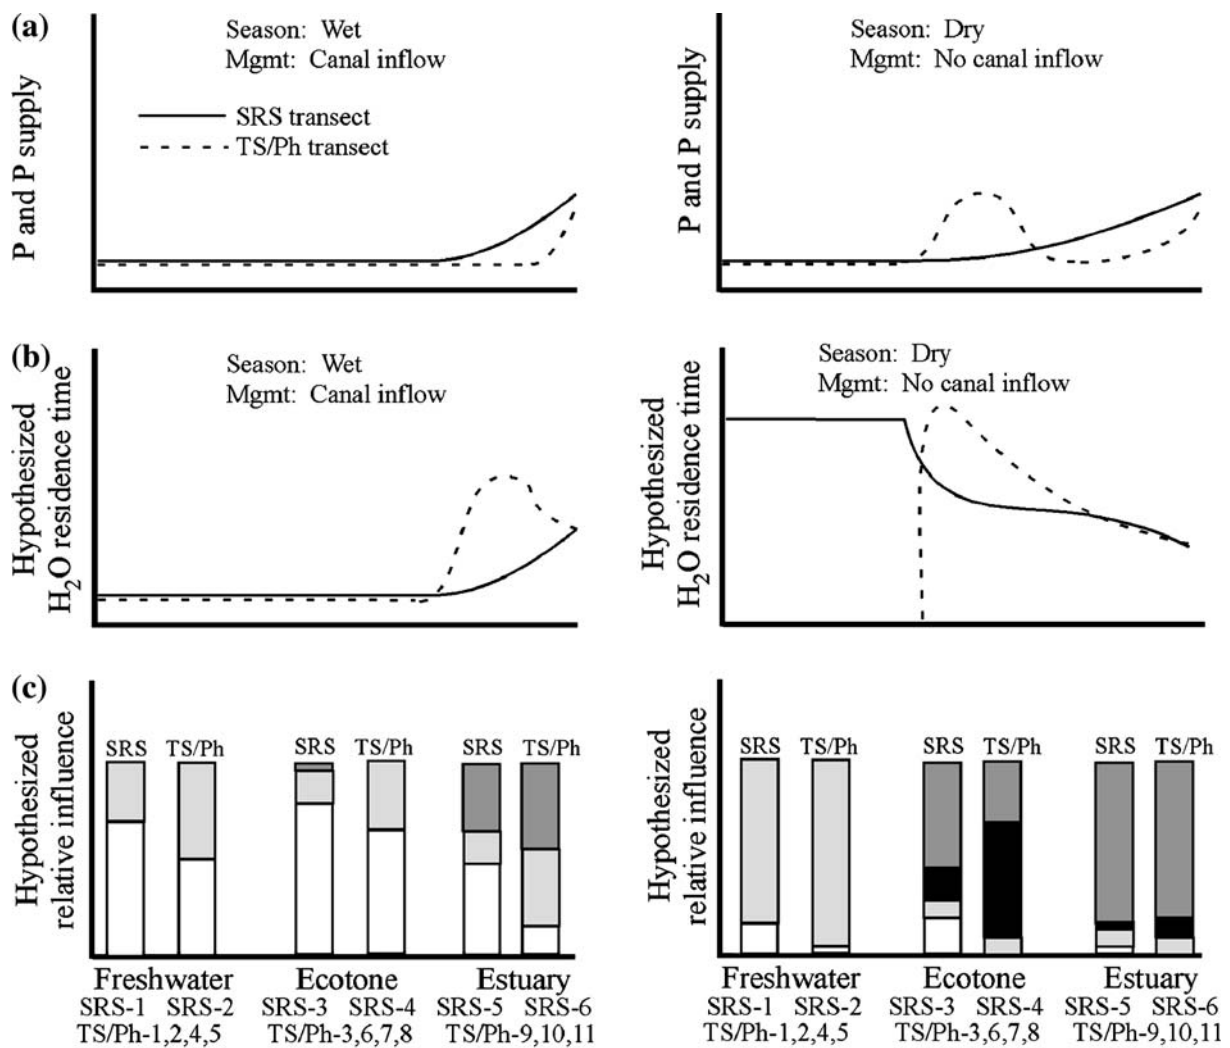 (a)
Season: Wet
Mgmt: Canal inflow
SRS transect
TS/Ph transect
P and P supply
Season: Dry
Mgmt: No canal inflow
P and P supply
(b)
Season: Wet
Mgmt: Canal inflow
Hypothesized
H₂O residence time
Season: Dry
Mgmt: No canal inflow
Hypothesized
H₂O residence time
(c)
Hypothesized
relative influence
SRS TS/Ph
SRS TS/Ph
SRS TS/Ph
Freshwater
SRS-1 SRS-2
TS/Ph-1,2,4,5
Ecotone
SRS-3 SRS-4
TS/Ph-3,6,7,8
Estuary
SRS-5 SRS-6
TS/Ph-9,10,11
Hypothesized
relative influence
SRS TS/Ph
SRS TS/Ph
SRS TS/Ph
Freshwater
SRS-1 SRS-2
TS/Ph-1,2,4,5
Ecotone
SRS-3 SRS-4
TS/Ph-3,6,7,8
Estuary
SRS-5 SRS-6
TS/Ph-9,10,11